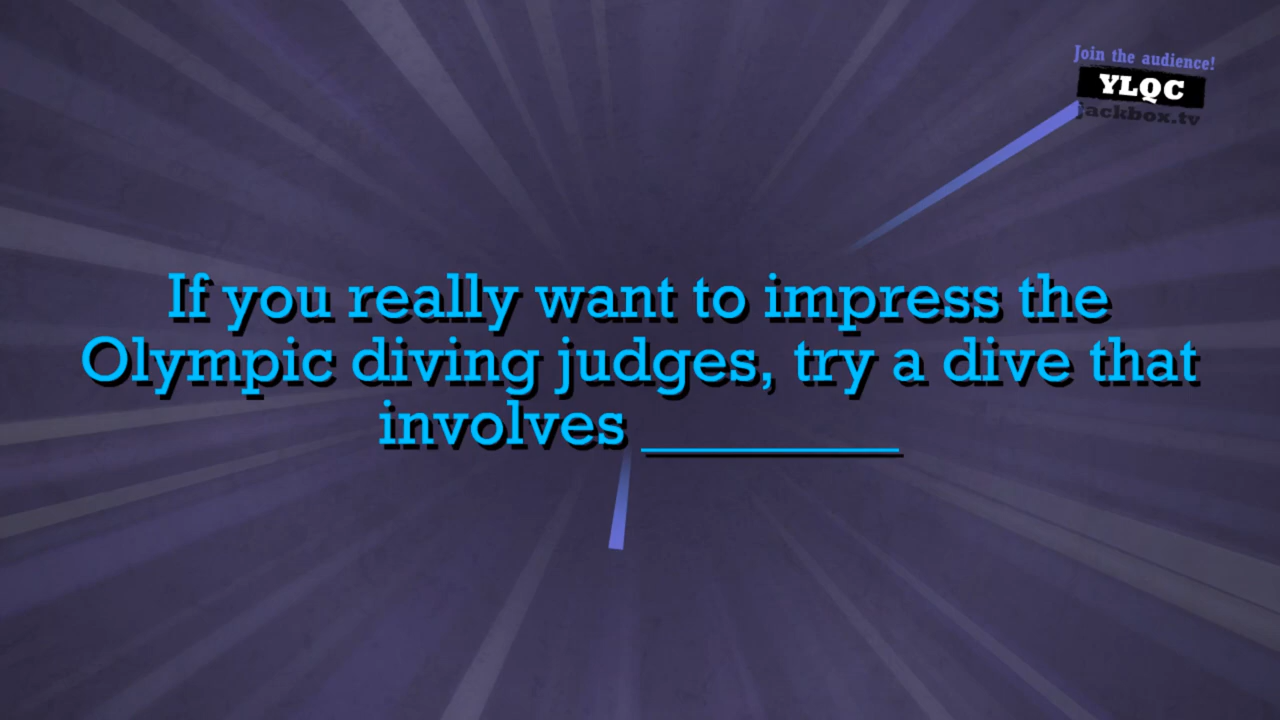 Join the audience!
YLQC
jackbox.tv
If you really want to impress the
Olympic diving judges, try a dive that
involves __________